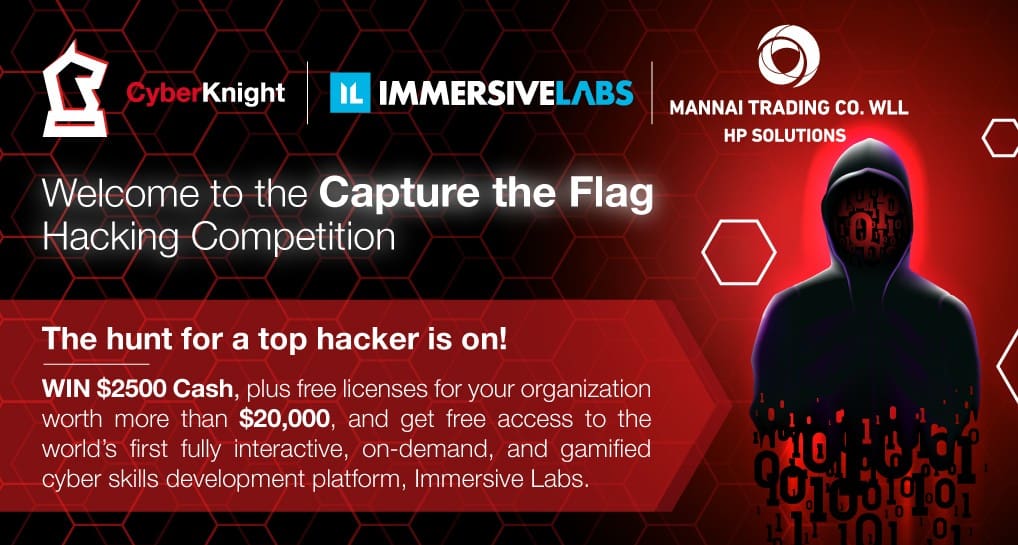 CyberKnight
IL IMMERSIVELABS
MANNAI TRADING CO. WLL
HP SOLUTIONS
Welcome to the Capture the Flag
Hacking Competition
The hunt for a top hacker is on!
WIN $2500 Cash, plus free licenses for your organization
worth more than $20,000, and get free access to the
world's first fully interactive, on-demand, and gamified
cyber skills development platform, Immersive Labs.